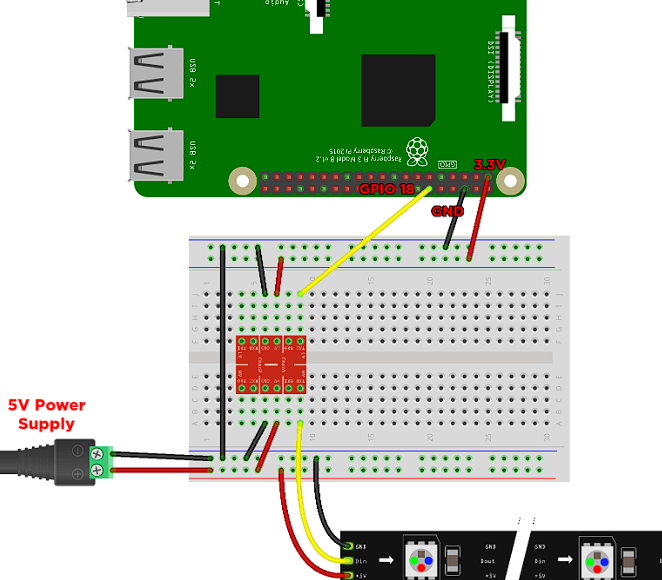 Audio
USB 2x
DSI (DISPLAY)
USB 2x
Raspberry Pi 3 Model B v1.2
© Raspberry Pi 2015
GPIO
3.3V
GPIO 18
GND
1
5
10
15
20
25
30
J
I
H
G
F
E
D
C
B
A
5V Power
Supply
GND
Din
+5V
GND
Dout
+5V
GND
Din
+5V